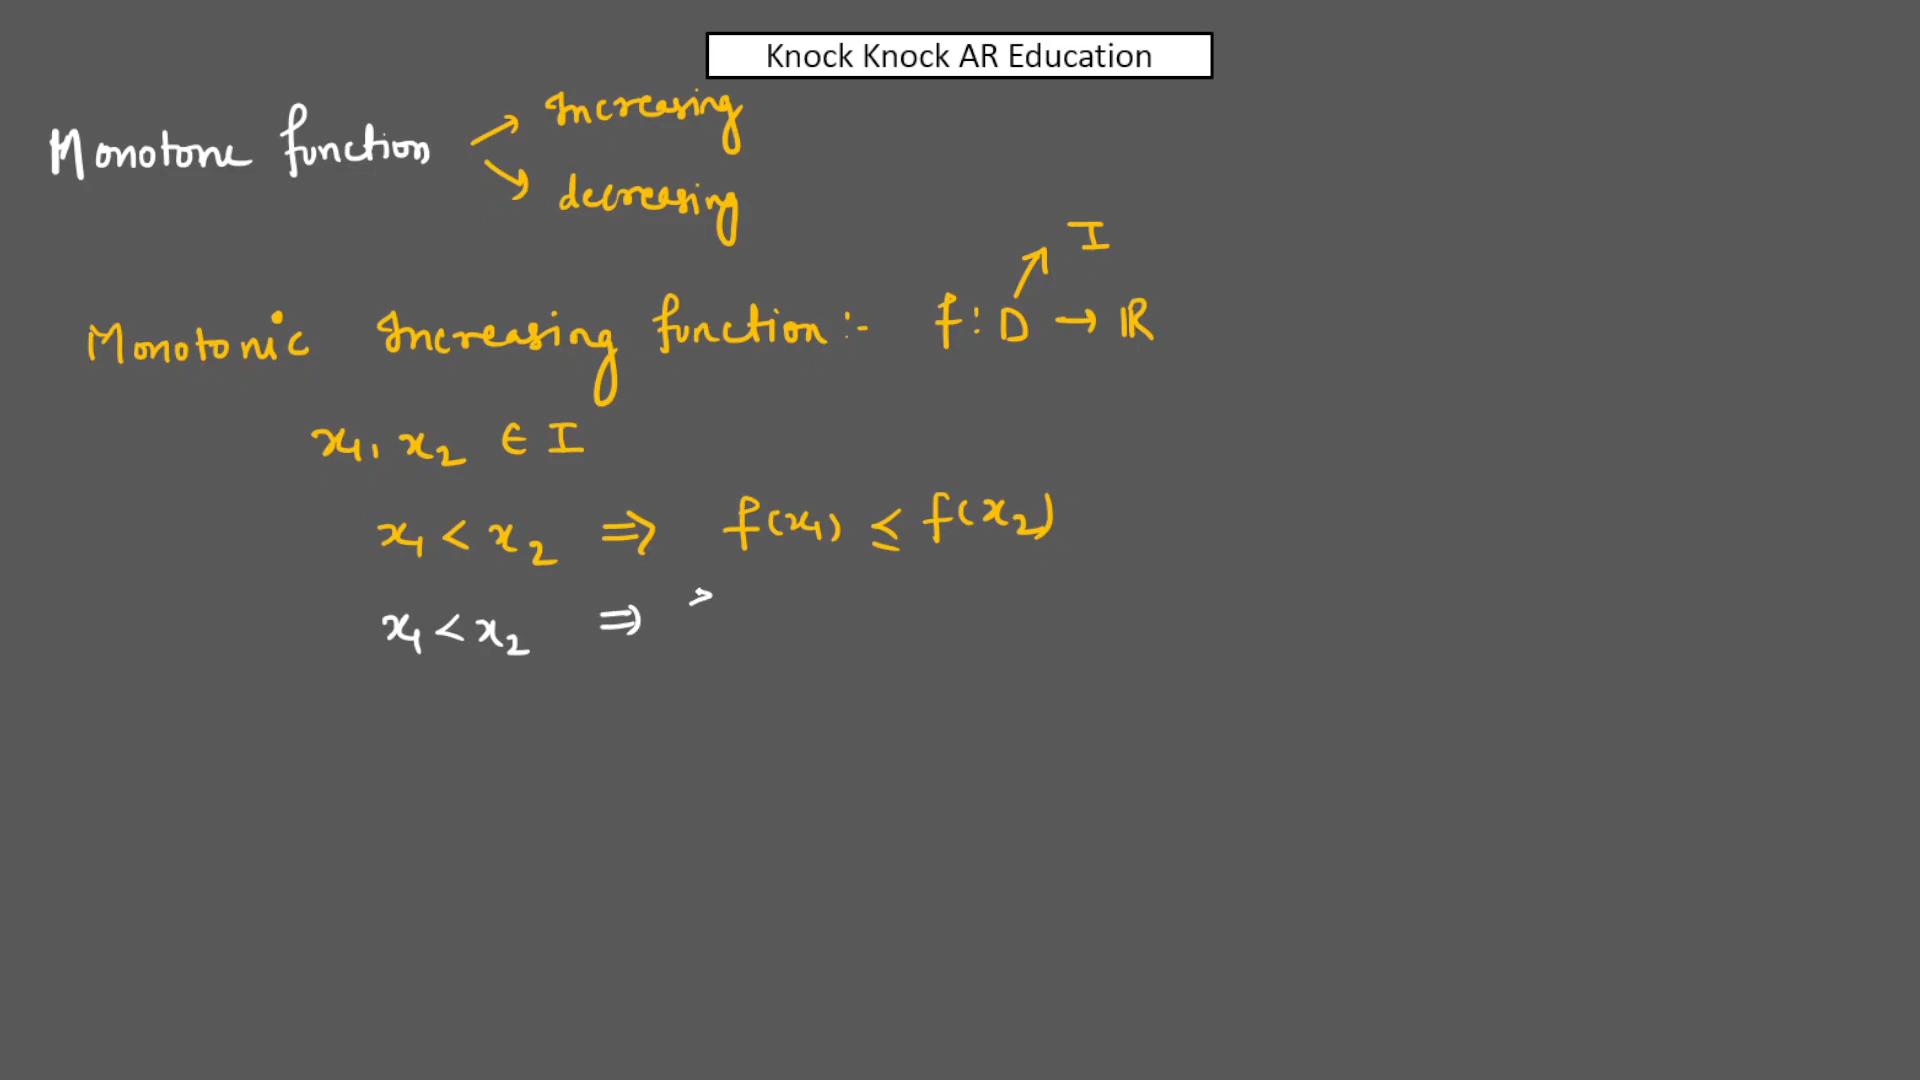 Knock Knock AR Education
Monotone function → Increasing
↘ decreasing
I
Monotonic Increasing function :- f : D → ℝ
x₁, x₂ ∈ I
x₁ < x₂ ⇒ f(x₁) ≤ f(x₂)
x₁ < x₂ ⇒